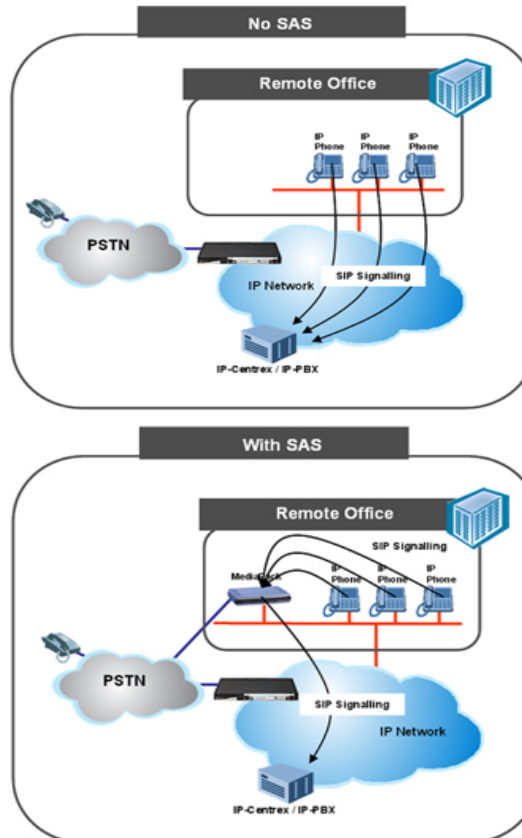 No SAS
Remote Office
IP Phone
IP Phone
IP Phone
PSTN
SIP Signalling
IP Network
IP-Centrex / IP-PBX
With SAS
Remote Office
SIP Signalling
IP Phone
IP Phone
IP Phone
PSTN
SIP Signalling
IP Network
IP-Centrex / IP-PBX